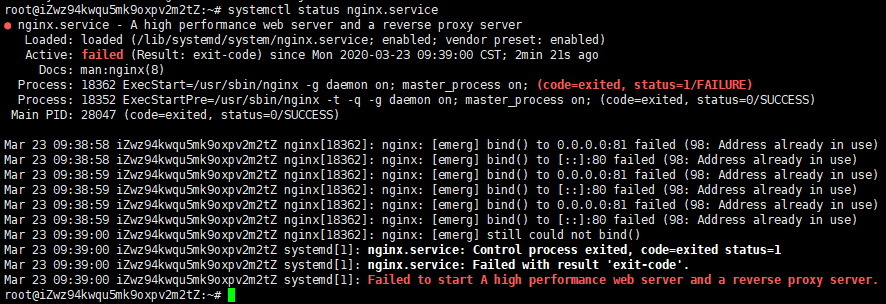 root@iZwz94kwqu5mk9oxpv2m2tZ:~# systemctl status nginx.service
● nginx.service - A high performance web server and a reverse proxy server
   Loaded: loaded (/lib/systemd/system/nginx.service; enabled; vendor preset: enabled)
   Active: failed (Result: exit-code) since Mon 2020-03-23 09:39:00 CST; 2min 21s ago
     Docs: man:nginx(8)
  Process: 18362 ExecStart=/usr/sbin/nginx -g daemon on; master_process on; (code=exited, status=1/FAILURE)
  Process: 18352 ExecStartPre=/usr/sbin/nginx -t -q -g daemon on; master_process on; (code=exited, status=0/SUCCESS)
 Main PID: 28047 (code=exited, status=0/SUCCESS)
Mar 23 09:38:58 iZwz94kwqu5mk9oxpv2m2tZ nginx[18362]: nginx: [emerg] bind() to 0.0.0.0:81 failed (98: Address already in use)
Mar 23 09:38:58 iZwz94kwqu5mk9oxpv2m2tZ nginx[18362]: nginx: [emerg] bind() to [::]:80 failed (98: Address already in use)
Mar 23 09:38:59 iZwz94kwqu5mk9oxpv2m2tZ nginx[18362]: nginx: [emerg] bind() to 0.0.0.0:81 failed (98: Address already in use)
Mar 23 09:38:59 iZwz94kwqu5mk9oxpv2m2tZ nginx[18362]: nginx: [emerg] bind() to [::]:80 failed (98: Address already in use)
Mar 23 09:38:59 iZwz94kwqu5mk9oxpv2m2tZ nginx[18362]: nginx: [emerg] bind() to 0.0.0.0:81 failed (98: Address already in use)
Mar 23 09:38:59 iZwz94kwqu5mk9oxpv2m2tZ nginx[18362]: nginx: [emerg] bind() to [::]:80 failed (98: Address already in use)
Mar 23 09:39:00 iZwz94kwqu5mk9oxpv2m2tZ nginx[18362]: nginx: [emerg] still could not bind()
Mar 23 09:39:00 iZwz94kwqu5mk9oxpv2m2tZ systemd[1]: nginx.service: Control process exited, code=exited status=1
Mar 23 09:39:00 iZwz94kwqu5mk9oxpv2m2tZ systemd[1]: nginx.service: Failed with result 'exit-code'.
Mar 23 09:39:00 iZwz94kwqu5mk9oxpv2m2tZ systemd[1]: Failed to start A high performance web server and a reverse proxy server.
root@iZwz94kwqu5mk9oxpv2m2tZ:~#